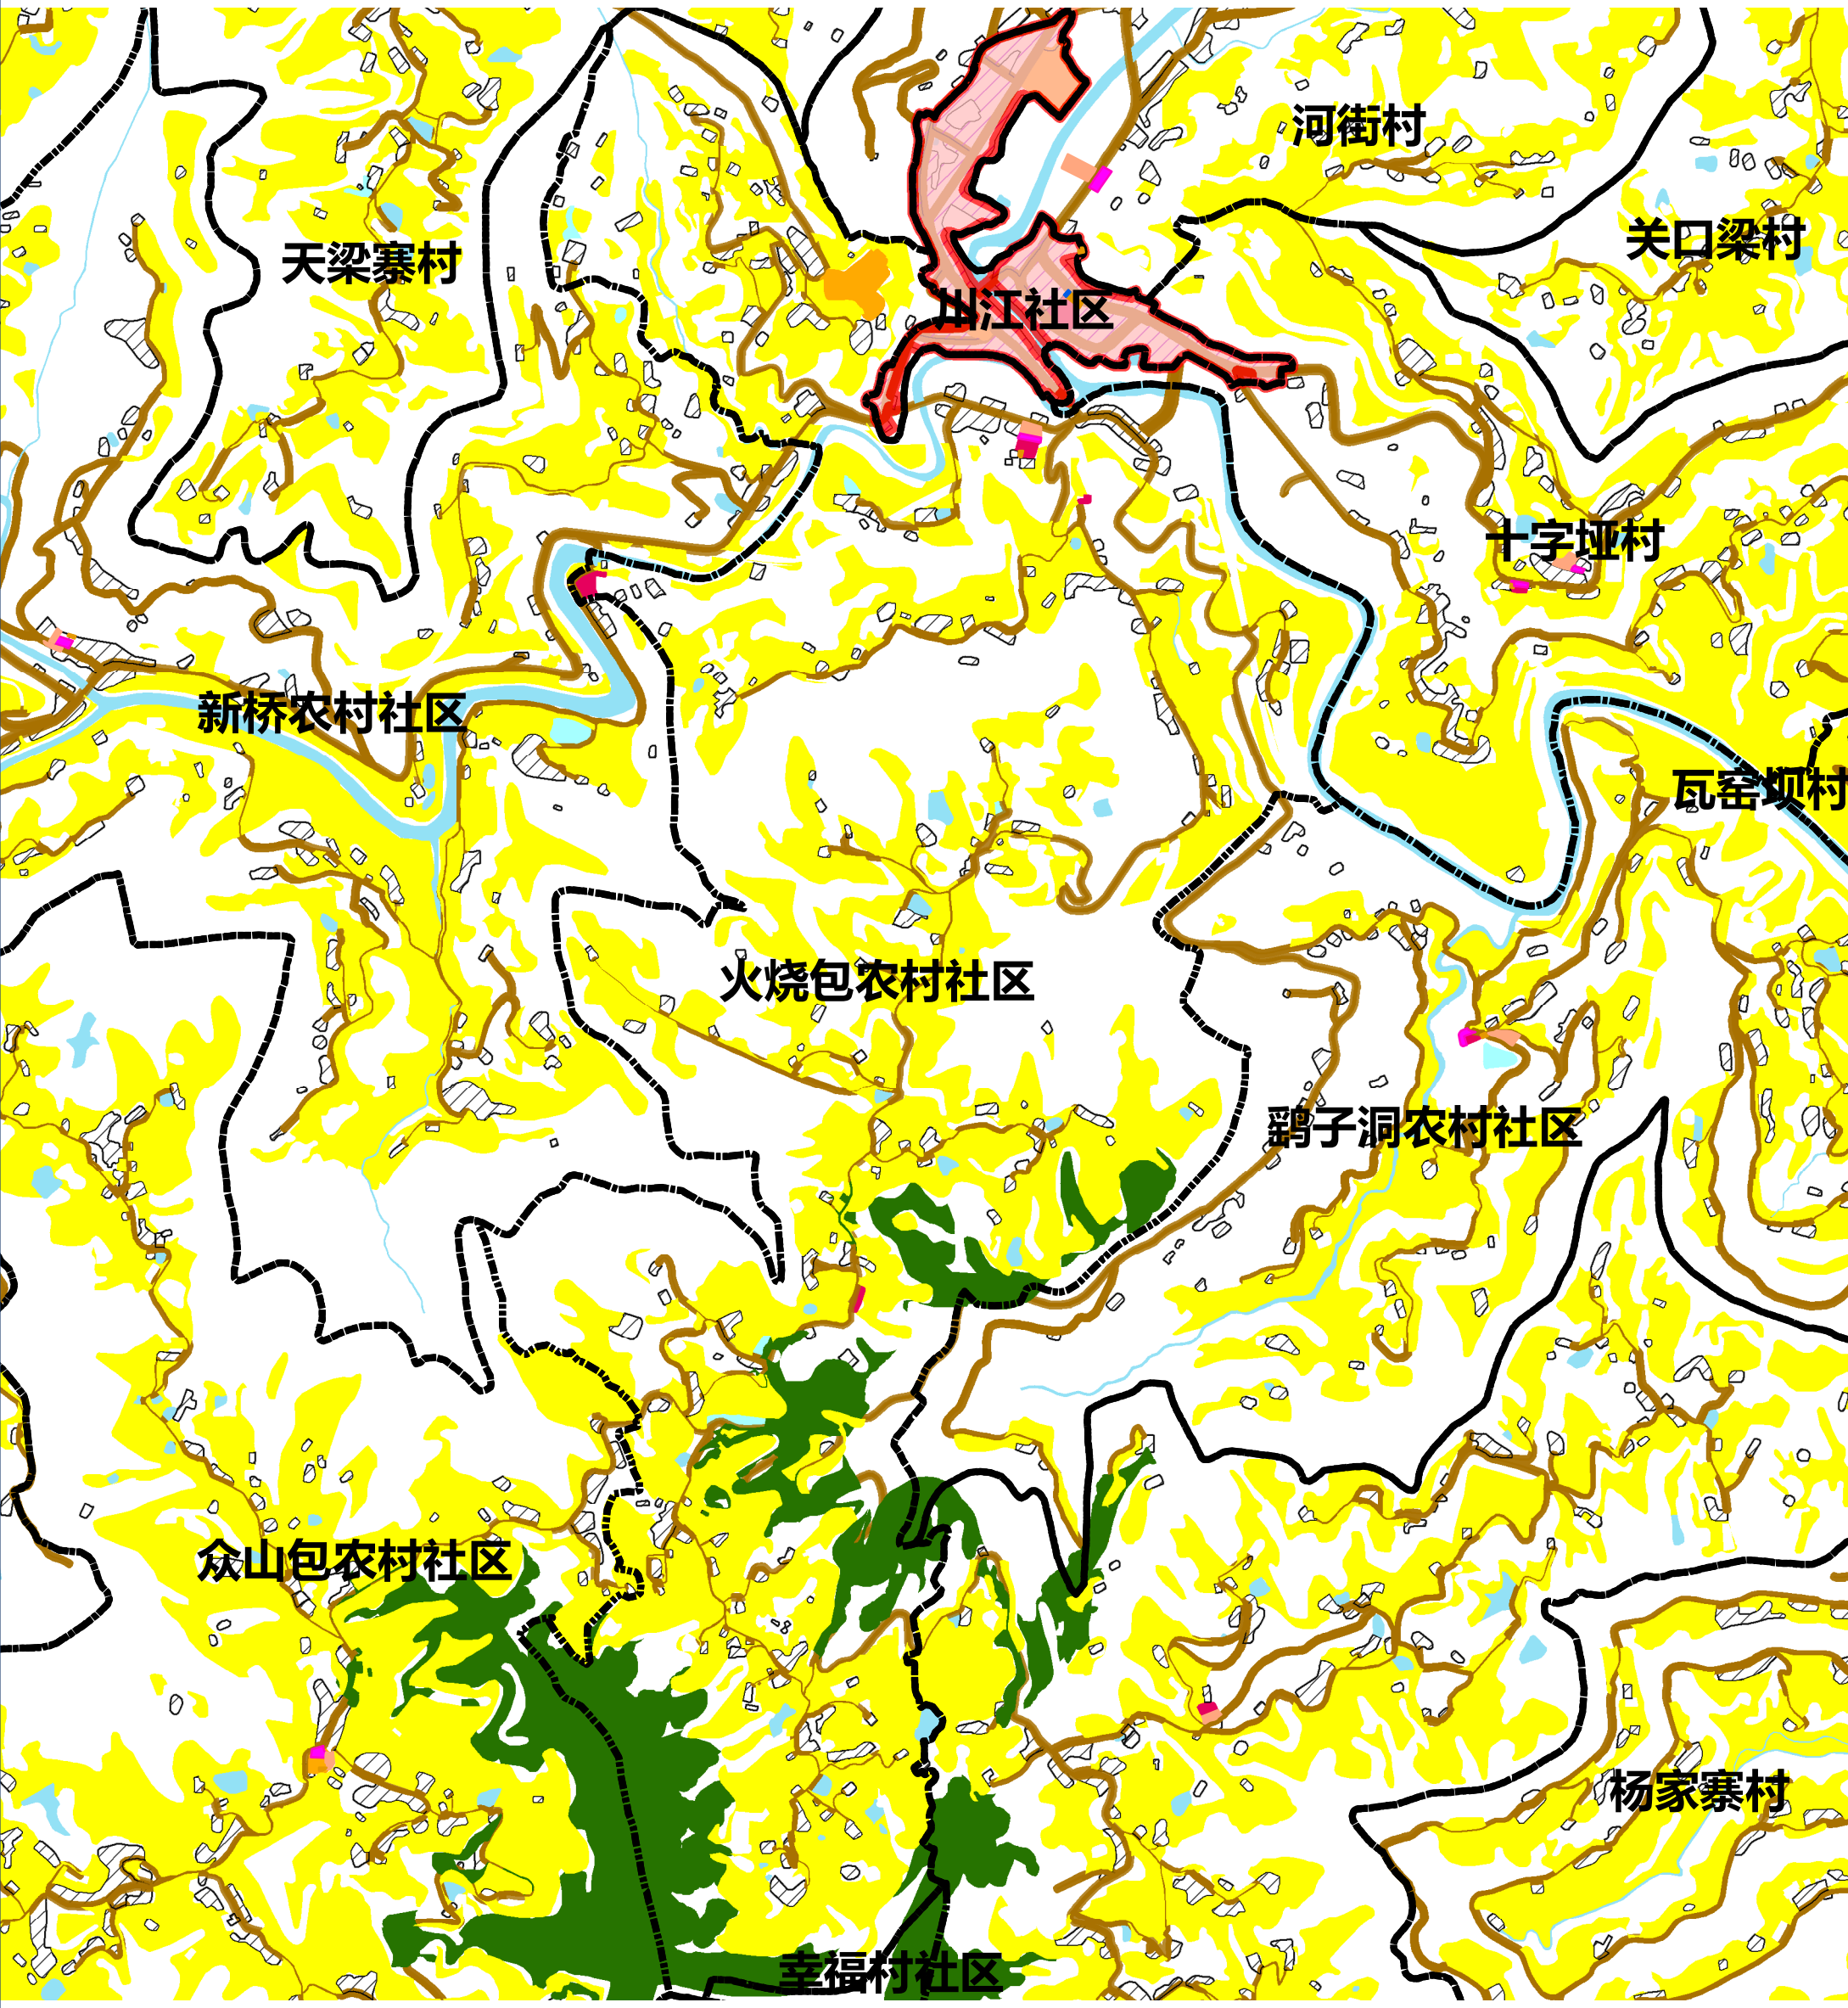 河街村
关口梁村
天梁寨村
川江社区
十字垭村
新桥农村社区
瓦窑坝村
火烧包农村社区
鹞子洞农村社区
众山包农村社区
杨家寨村
幸福村社区